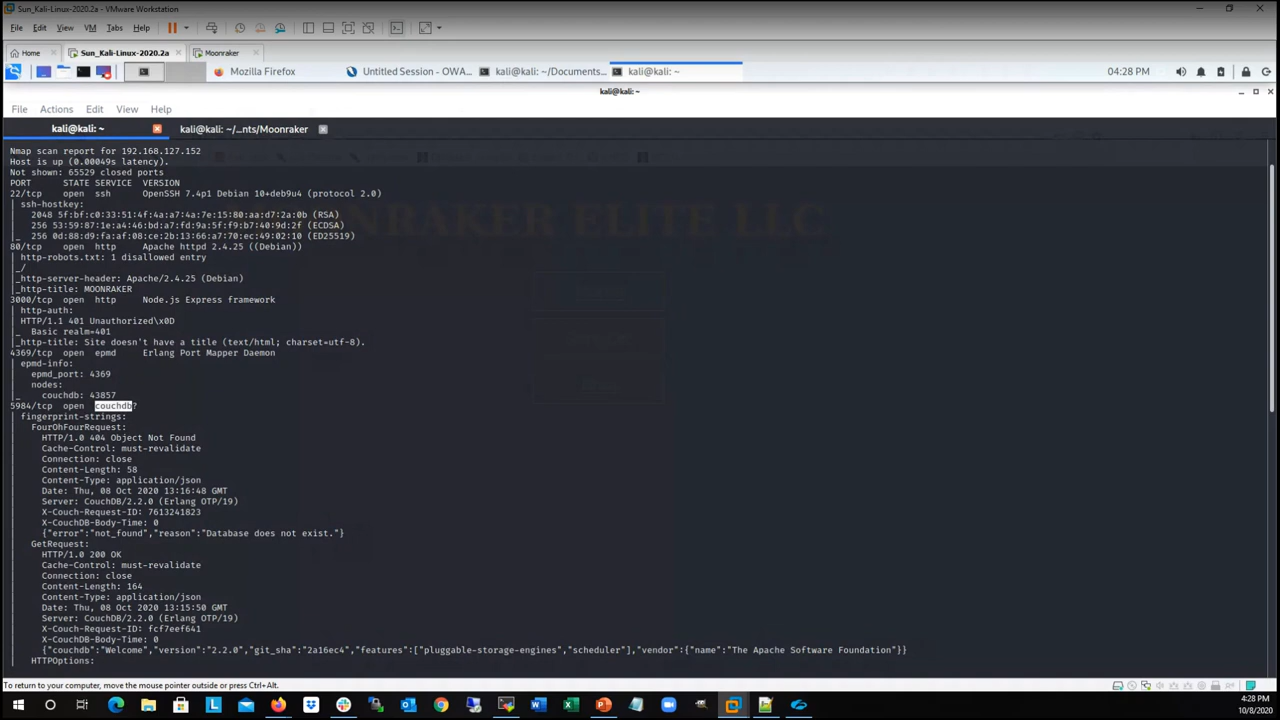 Sun_Kali-Linux-2020.2a - VMware Workstation
File Edit View VM Tabs Help
Home Sun_Kali-Linux-2020.2a Moonraker
Mozilla Firefox Untitled Session - OWA... kali@kali: ~/Documents... kali@kali: ~ 04:28 PM
kali@kali: ~
File Actions Edit View Help
kali@kali: ~ kali@kali: ~/...nts/Moonraker
Nmap scan report for 192.168.127.152
Host is up (0.00049s latency).
Not shown: 65529 closed ports
PORT STATE SERVICE VERSION
22/tcp open ssh OpenSSH 7.4p1 Debian 10+deb9u4 (protocol 2.0)
| ssh-hostkey:
| 2048 5f:bf:c0:33:51:4f:4a:a7:4a:7e:15:80:aa:d7:2a:0b (RSA)
| 256 53:59:87:1e:a4:46:bd:a7:fd:9a:5f:f9:b7:40:9d:2f (ECDSA)
|_ 256 0d:88:d9:fa:af:08:ce:2b:13:66:a7:70:ec:49:02:10 (ED25519)
80/tcp open http Apache httpd 2.4.25 ((Debian))
| http-robots.txt: 1 disallowed entry
|_/
|_http-server-header: Apache/2.4.25 (Debian)
|_http-title: MOONRAKER
3000/tcp open http Node.js Express framework
| http-auth:
| HTTP/1.1 401 Unauthorized\x0D
|_ Basic realm=401
|_http-title: Site doesn't have a title (text/html; charset=utf-8).
4369/tcp open epmd Erlang Port Mapper Daemon
| epmd-info:
| epmd_port: 4369
| nodes:
|_ couchdb: 43857
5984/tcp open couchdb?
| fingerprint-strings:
| FourOhFourRequest:
| HTTP/1.0 404 Object Not Found
| Cache-Control: must-revalidate
| Connection: close
| Content-Length: 58
| Content-Type: application/json
| Date: Thu, 08 Oct 2020 13:16:48 GMT
| Server: CouchDB/2.2.0 (Erlang OTP/19)
| X-Couch-Request-ID: 7613241823
| X-CouchDB-Body-Time: 0
| {"error":"not_found","reason":"Database does not exist."}
| GetRequest:
| HTTP/1.0 200 OK
| Cache-Control: must-revalidate
| Connection: close
| Content-Length: 164
| Content-Type: application/json
| Date: Thu, 08 Oct 2020 13:15:50 GMT
| Server: CouchDB/2.2.0 (Erlang OTP/19)
| X-Couch-Request-ID: fcf7eef641
| X-CouchDB-Body-Time: 0
| {"couchdb":"Welcome","version":"2.2.0","git_sha":"2a16ec4","features":["pluggable-storage-engines","scheduler"],"vendor":{"name":"The Apache Software Foundation"}}
| HTTPOptions:
MOONRAKER ELITE LLC
To return to your computer, move the mouse pointer outside or press Ctrl+Alt.
4:28 PM
10/8/2020